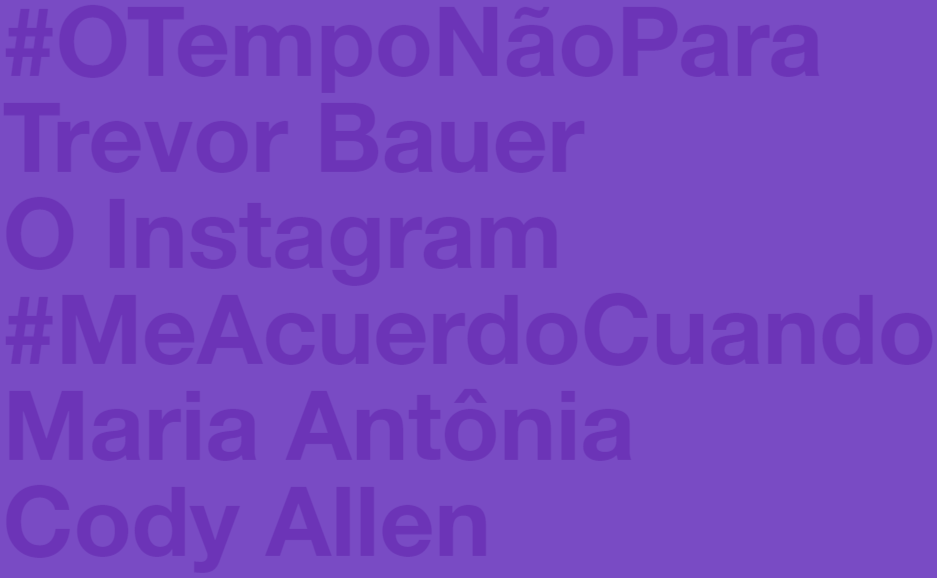 #OTempoNãoPara
Trevor Bauer
O Instagram
#MeAcuerdoCuando
Maria Antônia
Cody Allen